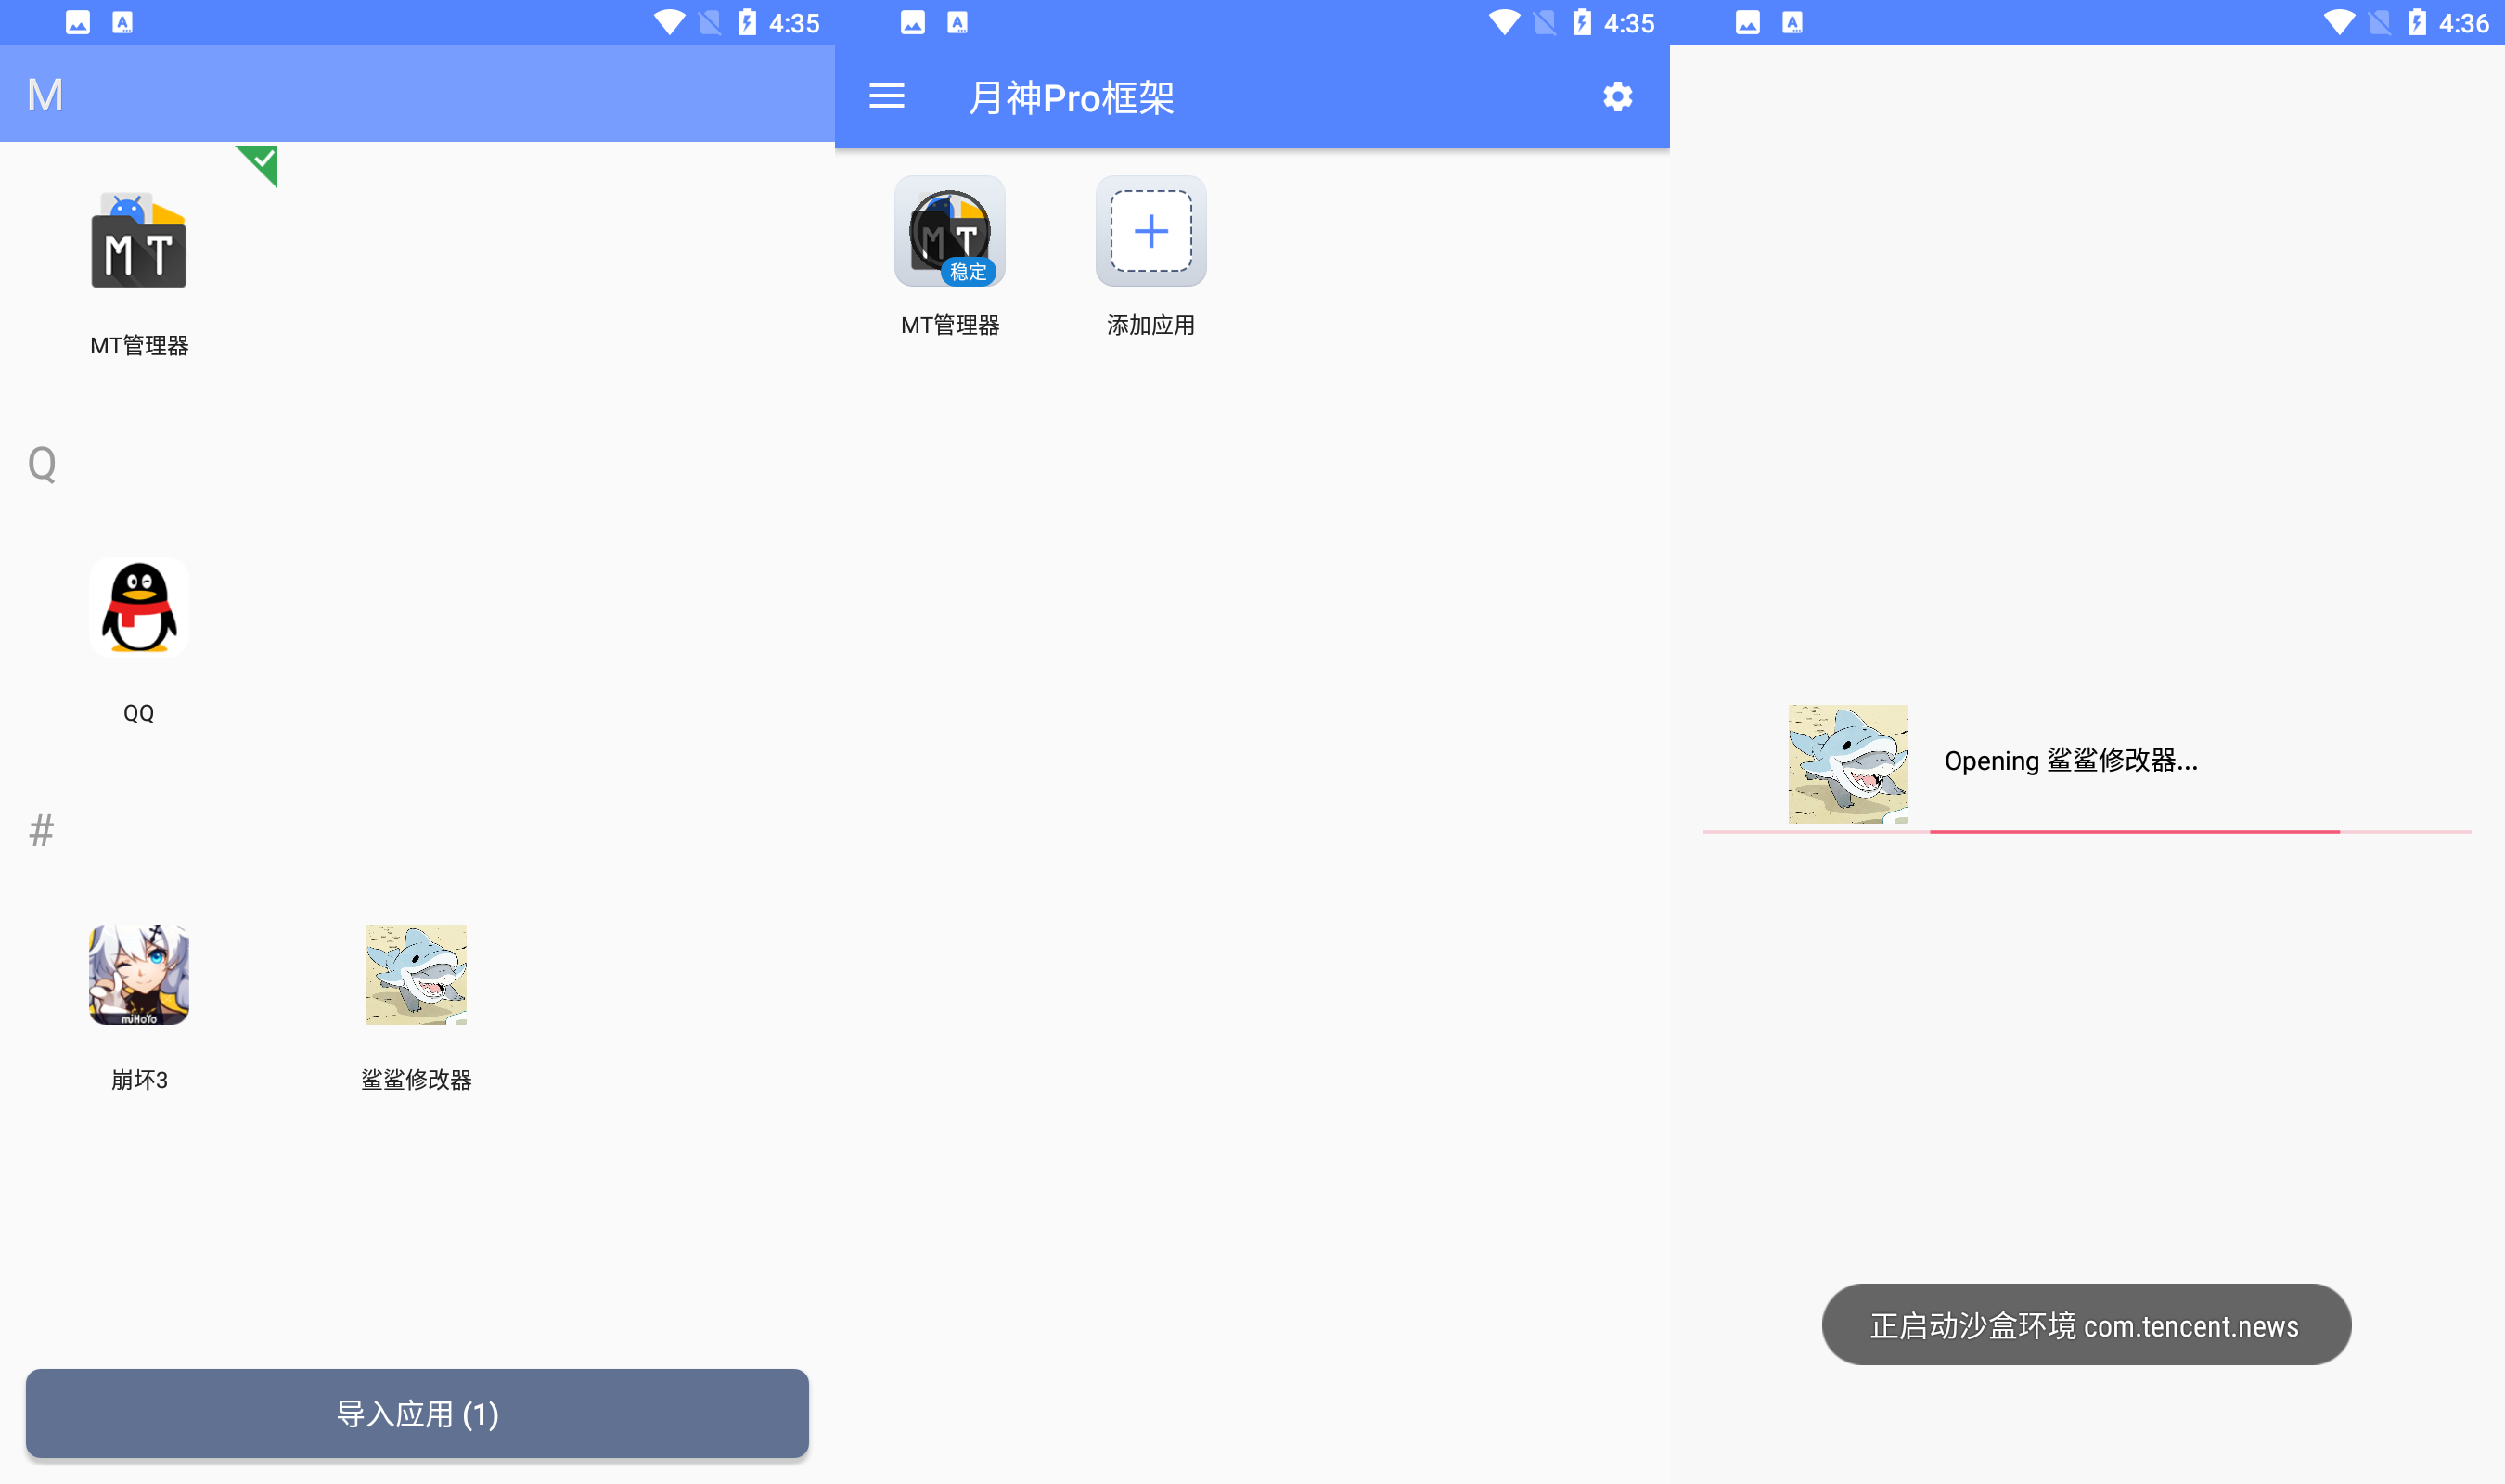 4:35
M
MT
MT管理器
Q
QQ
#
miHoYo
崩坏3
鲨鲨修改器
导入应用 (1)
4:35
月神Pro框架
MT
稳定
MT管理器
添加应用
4:36
Opening 鲨鲨修改器...
正启动沙盒环境 com.tencent.news